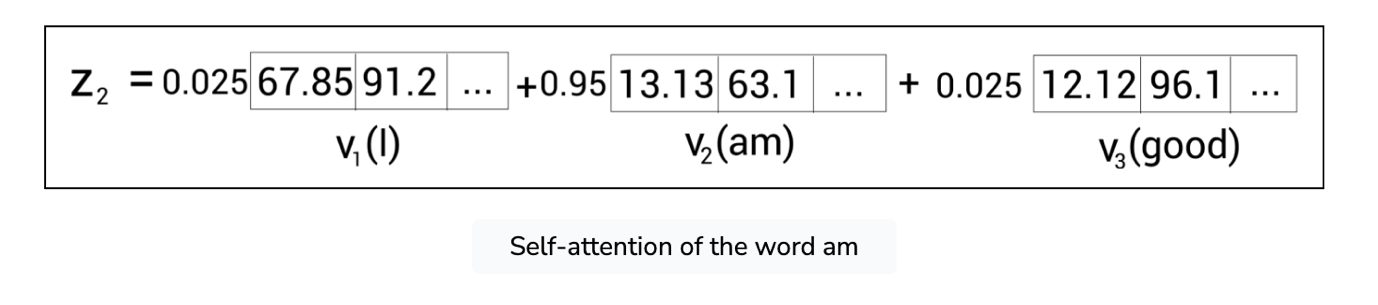 z₂ = 0.025 67.85 91.2 ... +0.95 13.13 63.1 ... + 0.025 12.12 96.1 ...
v₁(I) v₂(am) v₃(good)
Self-attention of the word am